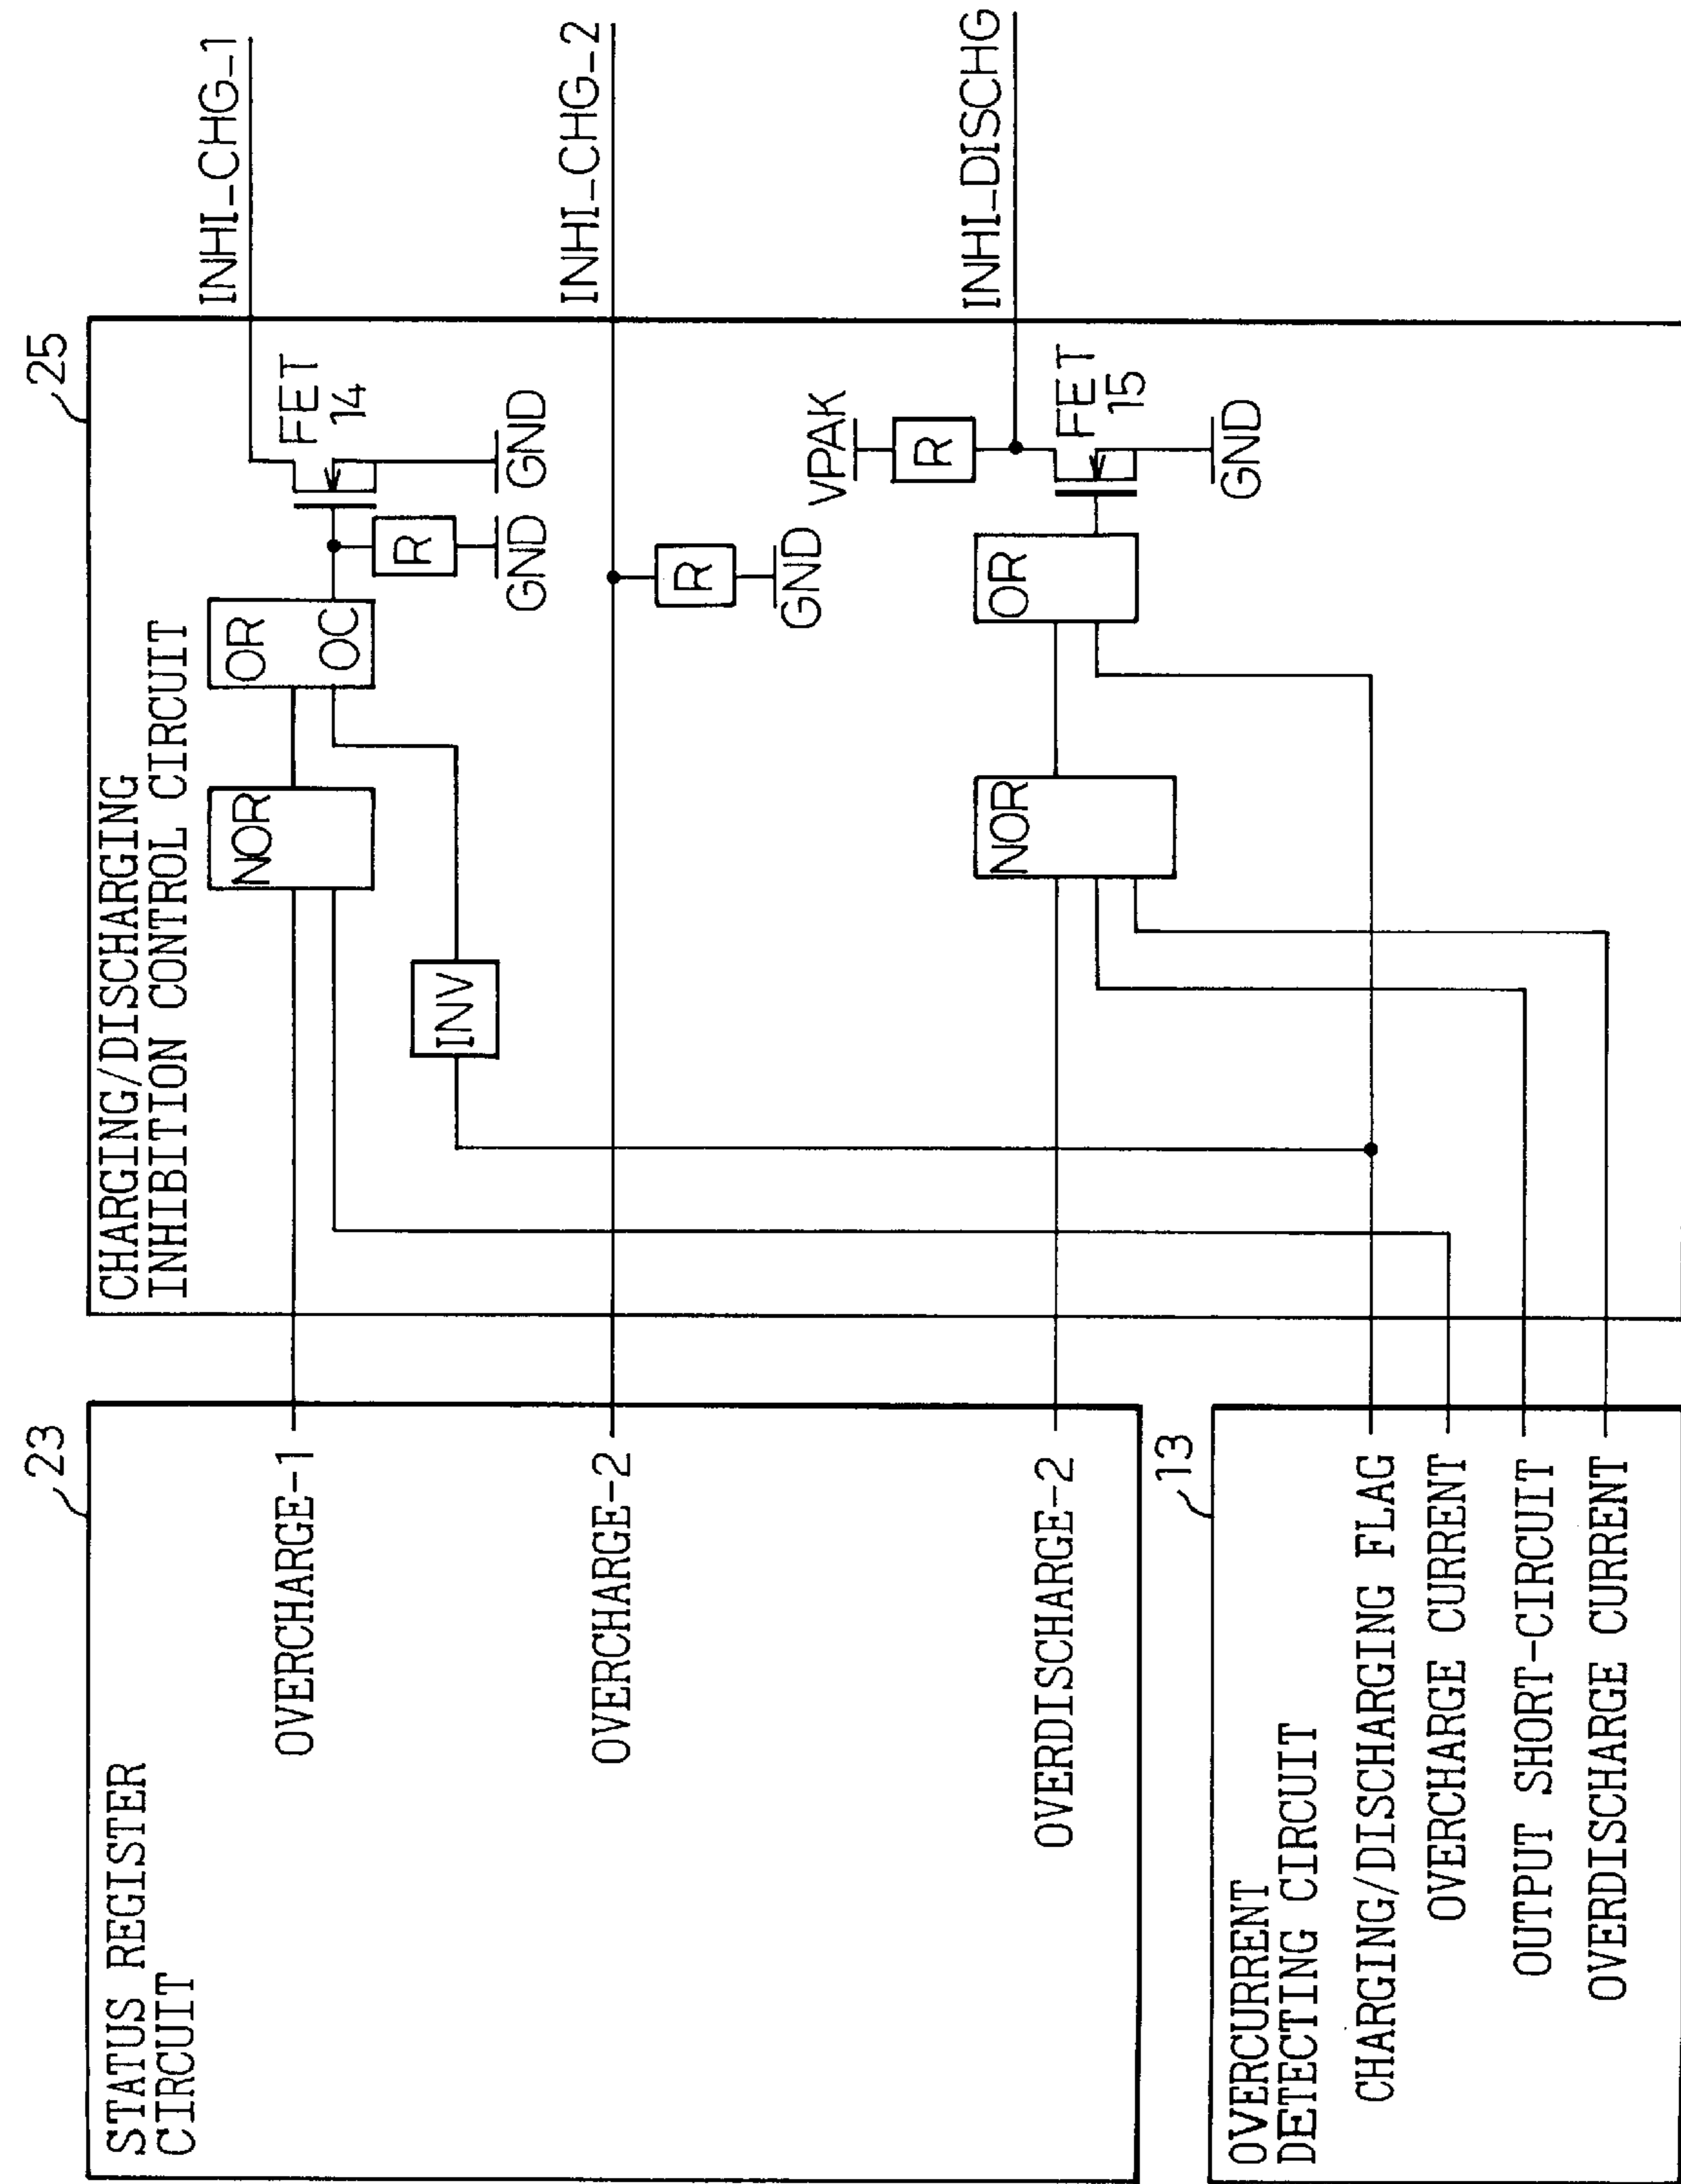 23
STATUS REGISTER
CIRCUIT
OVERCHARGE-1
OVERCHARGE-2
OVERDISCHARGE-2
13
OVERCURRENT
DETECTING CIRCUIT
CHARGING/DISCHARGING FLAG
OVERCHARGE CURRENT
OUTPUT SHORT-CIRCUIT
OVERDISCHARGE CURRENT
25
CHARGING/DISCHARGING
INHIBITION CONTROL CIRCUIT
NOR
OR
OC
INV
R
GND
FET
14
GND
R
GND
VPAK
R
NOR
OR
FET
15
GND
INHI_CHG_1
INHI_CHG_2
INHI_DISCHG